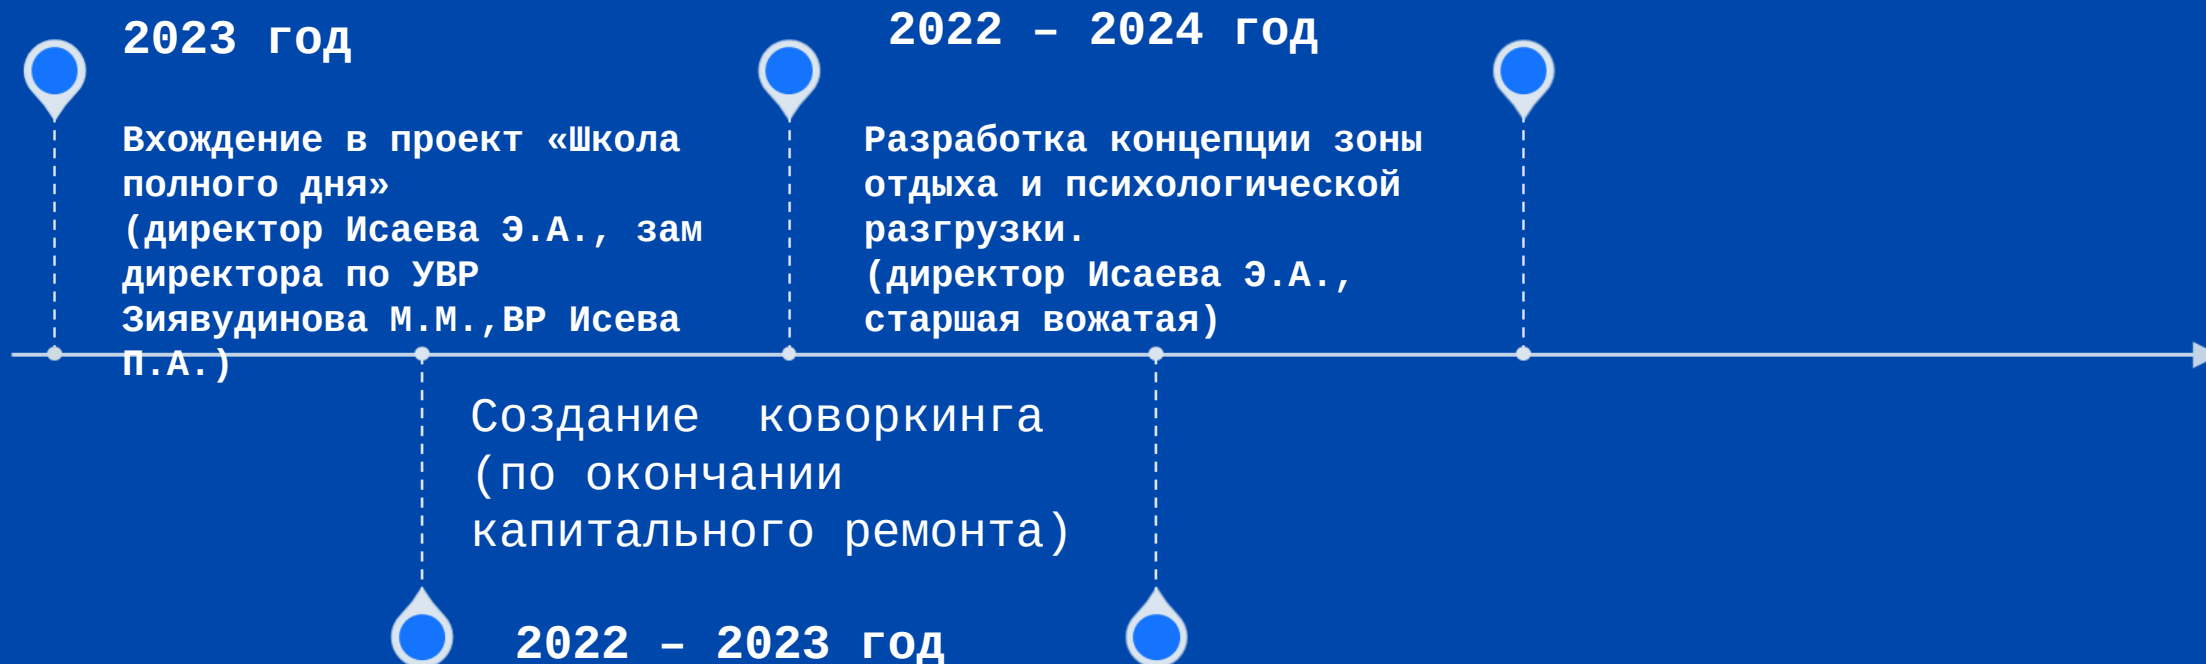 2023 год
Вхождение в проект «Школа
полного дня»
(директор Исаева Э.А., зам
директора по УВР
Зиявудинова М.М.,ВР Исева
П.А.)
2022 – 2024 год
Разработка концепции зоны
отдыха и психологической
разгрузки.
(директор Исаева Э.А.,
старшая вожатая)
Создание  коворкинга
(по окончании
капитального ремонта)
2022 – 2023 год